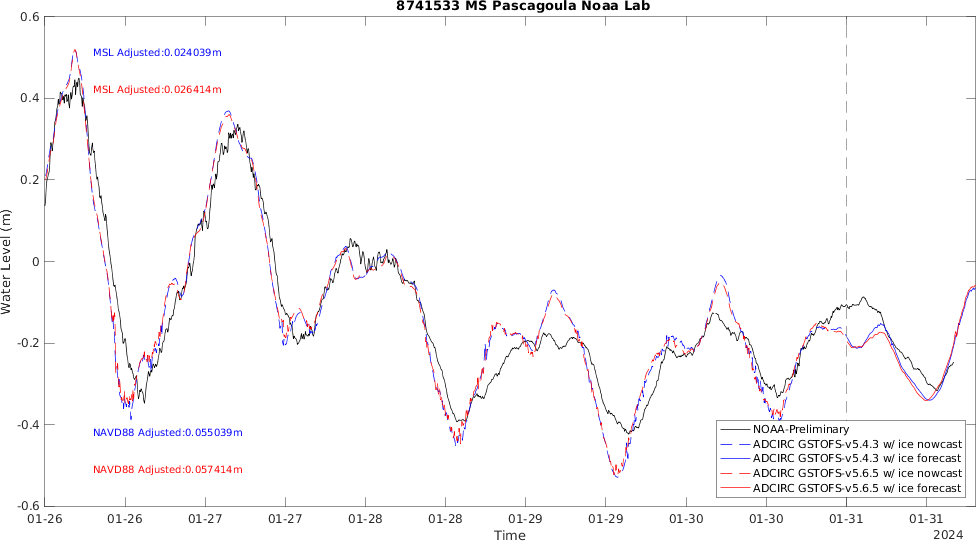 8741533 MS Pascagoula Noaa Lab
0.6
0.4
0.2
0
-0.2
-0.4
-0.6
Water Level (m)
MSL Adjusted:0.024039m
MSL Adjusted:0.026414m
NAVD88 Adjusted:0.055039m
NAVD88 Adjusted:0.057414m
NOAA-Preliminary
ADCIRC GSTOFS-v5.4.3 w/ ice nowcast
ADCIRC GSTOFS-v5.4.3 w/ ice forecast
ADCIRC GSTOFS-v5.6.5 w/ ice nowcast
ADCIRC GSTOFS-v5.6.5 w/ ice forecast
01-26 01-26 01-27 01-27 01-28 01-28 01-29 01-29 01-30 01-30 01-31 01-31
2024
Time